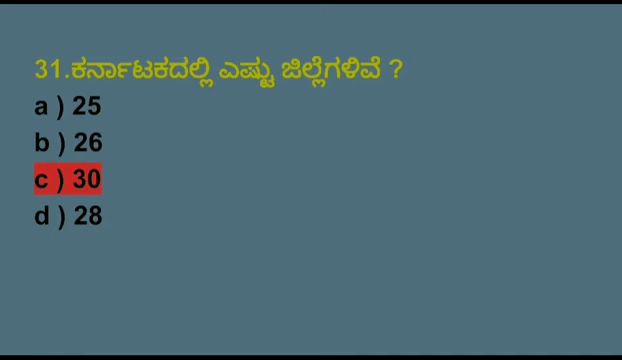 31.ಕರ್ನಾಟಕದಲ್ಲಿ ಎಷ್ಟು ಜಿಲ್ಲೆಗಳಿವೆ ?
a ) 25
b ) 26
c ) 30
d ) 28